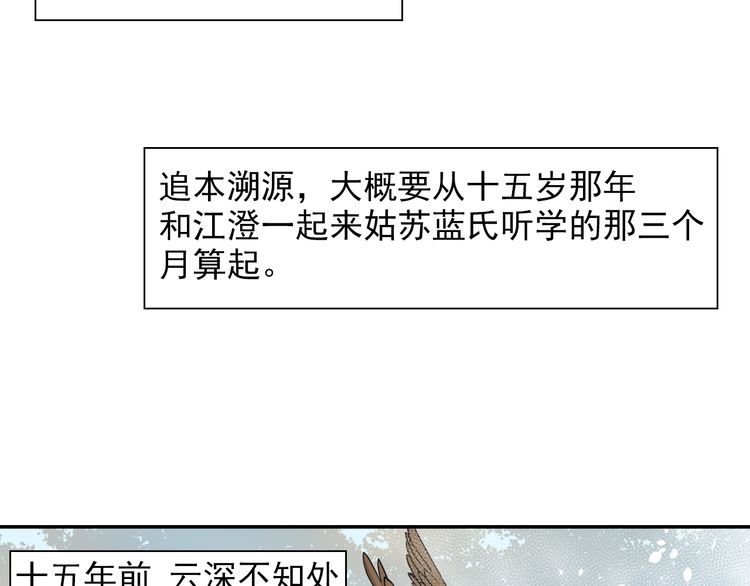 追本溯源，大概要从十五岁那年
和江澄一起来姑苏蓝氏听学的那三个
月算起。
十五年前 云深不知处